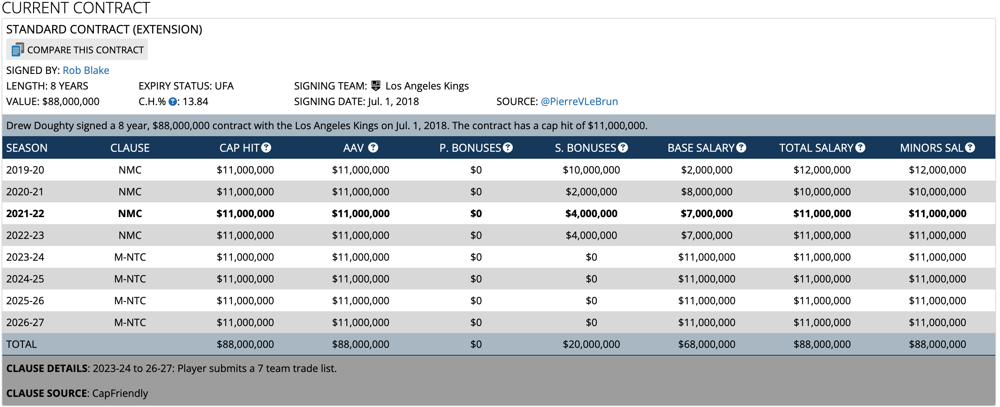 CURRENT CONTRACT
STANDARD CONTRACT (EXTENSION)
COMPARE THIS CONTRACT
SIGNED BY: Rob Blake
LENGTH: 8 YEARS EXPIRY STATUS: UFA SIGNING TEAM: LA Los Angeles Kings
VALUE: $88,000,000 C.H.% ?: 13.84 SIGNING DATE: Jul. 1, 2018 SOURCE: @PierreVLeBrun
Drew Doughty signed a 8 year, $88,000,000 contract with the Los Angeles Kings on Jul. 1, 2018. The contract has a cap hit of $11,000,000.
SEASON CLAUSE CAP HIT ? AAV ? P. BONUSES ? S. BONUSES ? BASE SALARY ? TOTAL SALARY ? MINORS SAL ?
2019-20 NMC $11,000,000 $11,000,000 $0 $10,000,000 $2,000,000 $12,000,000 $12,000,000
2020-21 NMC $11,000,000 $11,000,000 $0 $2,000,000 $8,000,000 $10,000,000 $10,000,000
2021-22 NMC $11,000,000 $11,000,000 $0 $4,000,000 $7,000,000 $11,000,000 $11,000,000
2022-23 NMC $11,000,000 $11,000,000 $0 $4,000,000 $7,000,000 $11,000,000 $11,000,000
2023-24 M-NTC $11,000,000 $11,000,000 $0 $0 $11,000,000 $11,000,000 $11,000,000
2024-25 M-NTC $11,000,000 $11,000,000 $0 $0 $11,000,000 $11,000,000 $11,000,000
2025-26 M-NTC $11,000,000 $11,000,000 $0 $0 $11,000,000 $11,000,000 $11,000,000
2026-27 M-NTC $11,000,000 $11,000,000 $0 $0 $11,000,000 $11,000,000 $11,000,000
TOTAL $88,000,000 $88,000,000 $0 $20,000,000 $68,000,000 $88,000,000 $88,000,000
CLAUSE DETAILS: 2023-24 to 26-27: Player submits a 7 team trade list.
CLAUSE SOURCE: CapFriendly